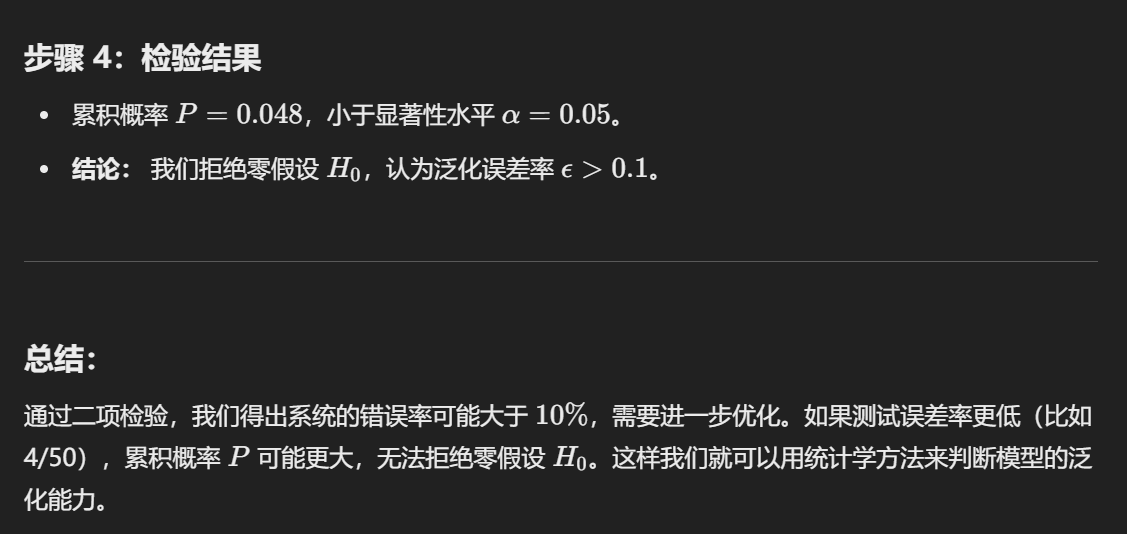 步骤 4：检验结果
• 累积概率 P = 0.048，小于显著性水平 α = 0.05。
• 结论： 我们拒绝零假设 H₀，认为泛化误差率 ϵ > 0.1。
总结：
通过二项检验，我们得出系统的错误率可能大于 10%，需要进一步优化。如果测试误差率更低（比如
4/50），累积概率 P 可能更大，无法拒绝零假设 H₀。这样我们就可以用统计学方法来判断模型的泛
化能力。